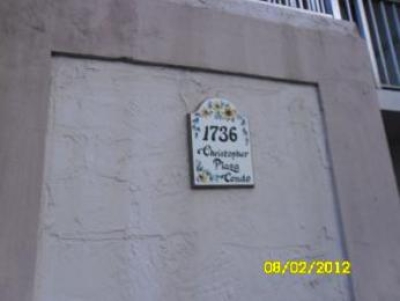 1736
Christopher
Plaza
Condo
08/02/2012